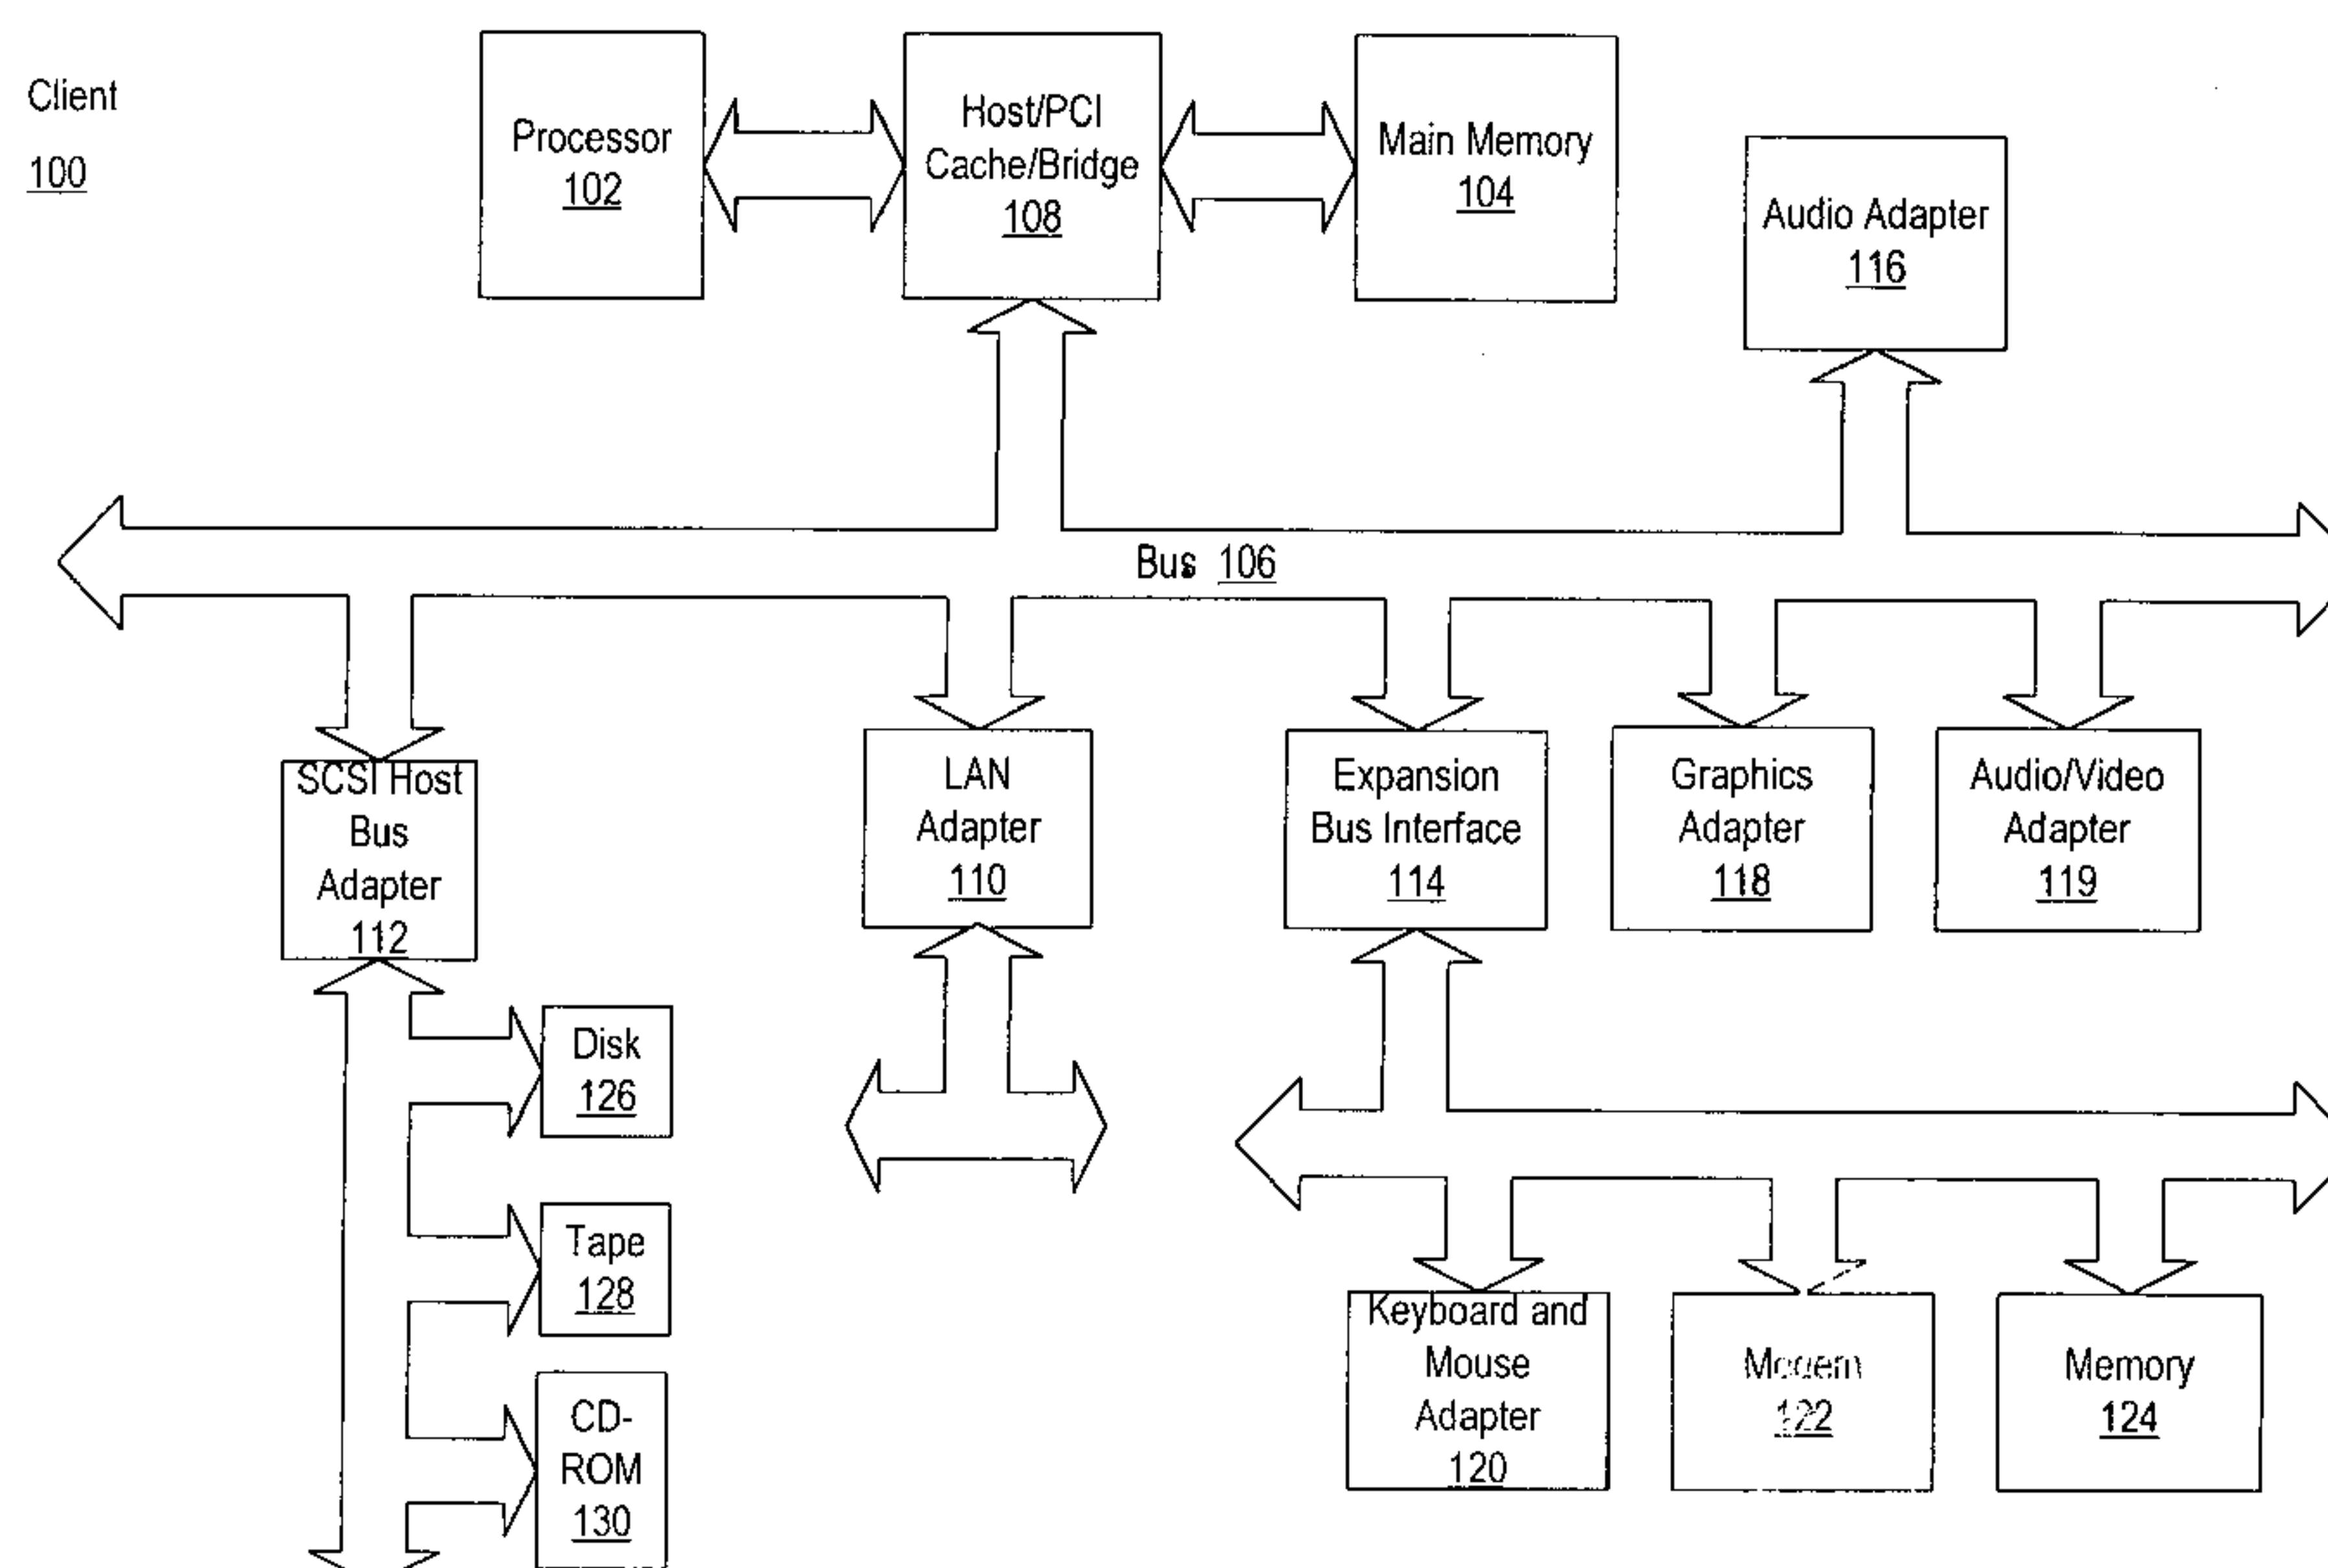 Client
100
Processor
102
Host/PCI
Cache/Bridge
108
Main Memory
104
Audio Adapter
116
Bus 106
SCSI Host
Bus
Adapter
112
LAN
Adapter
110
Expansion
Bus Interface
114
Graphics
Adapter
118
Audio/Video
Adapter
119
Disk
126
Tape
128
CD-
ROM
130
Keyboard and
Mouse
Adapter
120
Modem
122
Memory
124